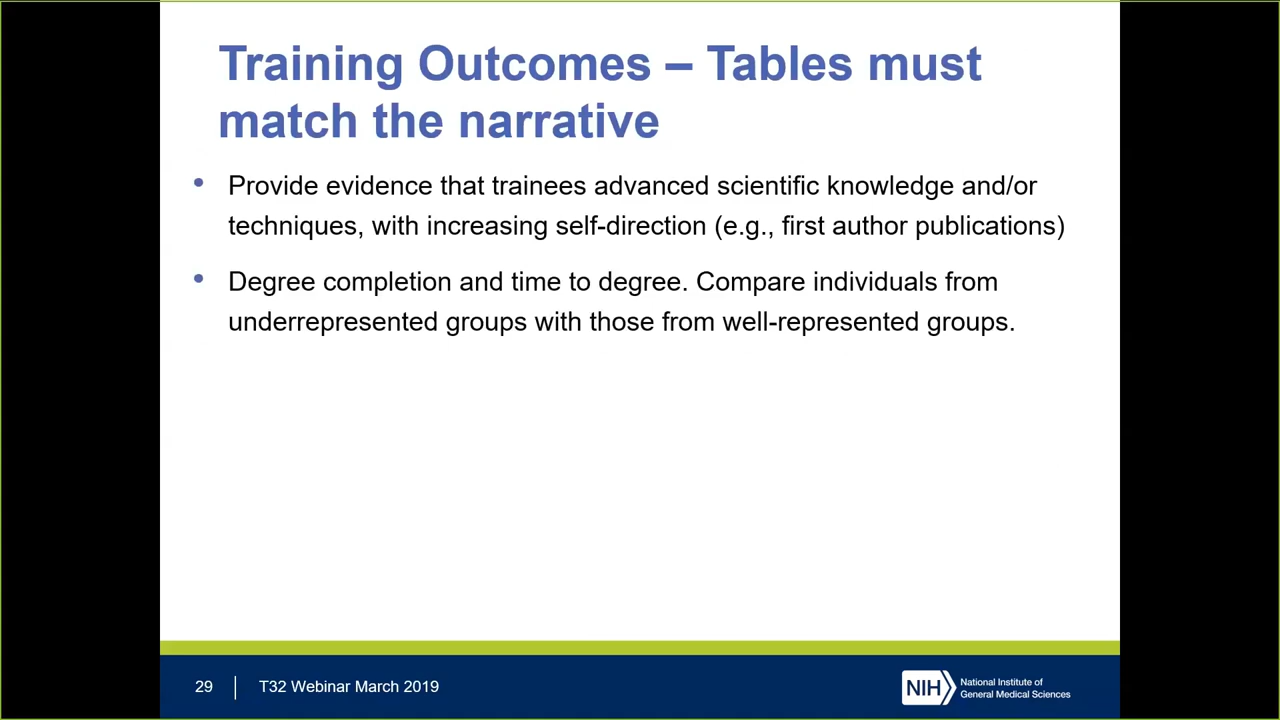 Training Outcomes – Tables must
match the narrative
• Provide evidence that trainees advanced scientific knowledge and/or
techniques, with increasing self-direction (e.g., first author publications)
• Degree completion and time to degree. Compare individuals from
underrepresented groups with those from well-represented groups.
29
T32 Webinar March 2019
NIH
National Institute of
General Medical Sciences